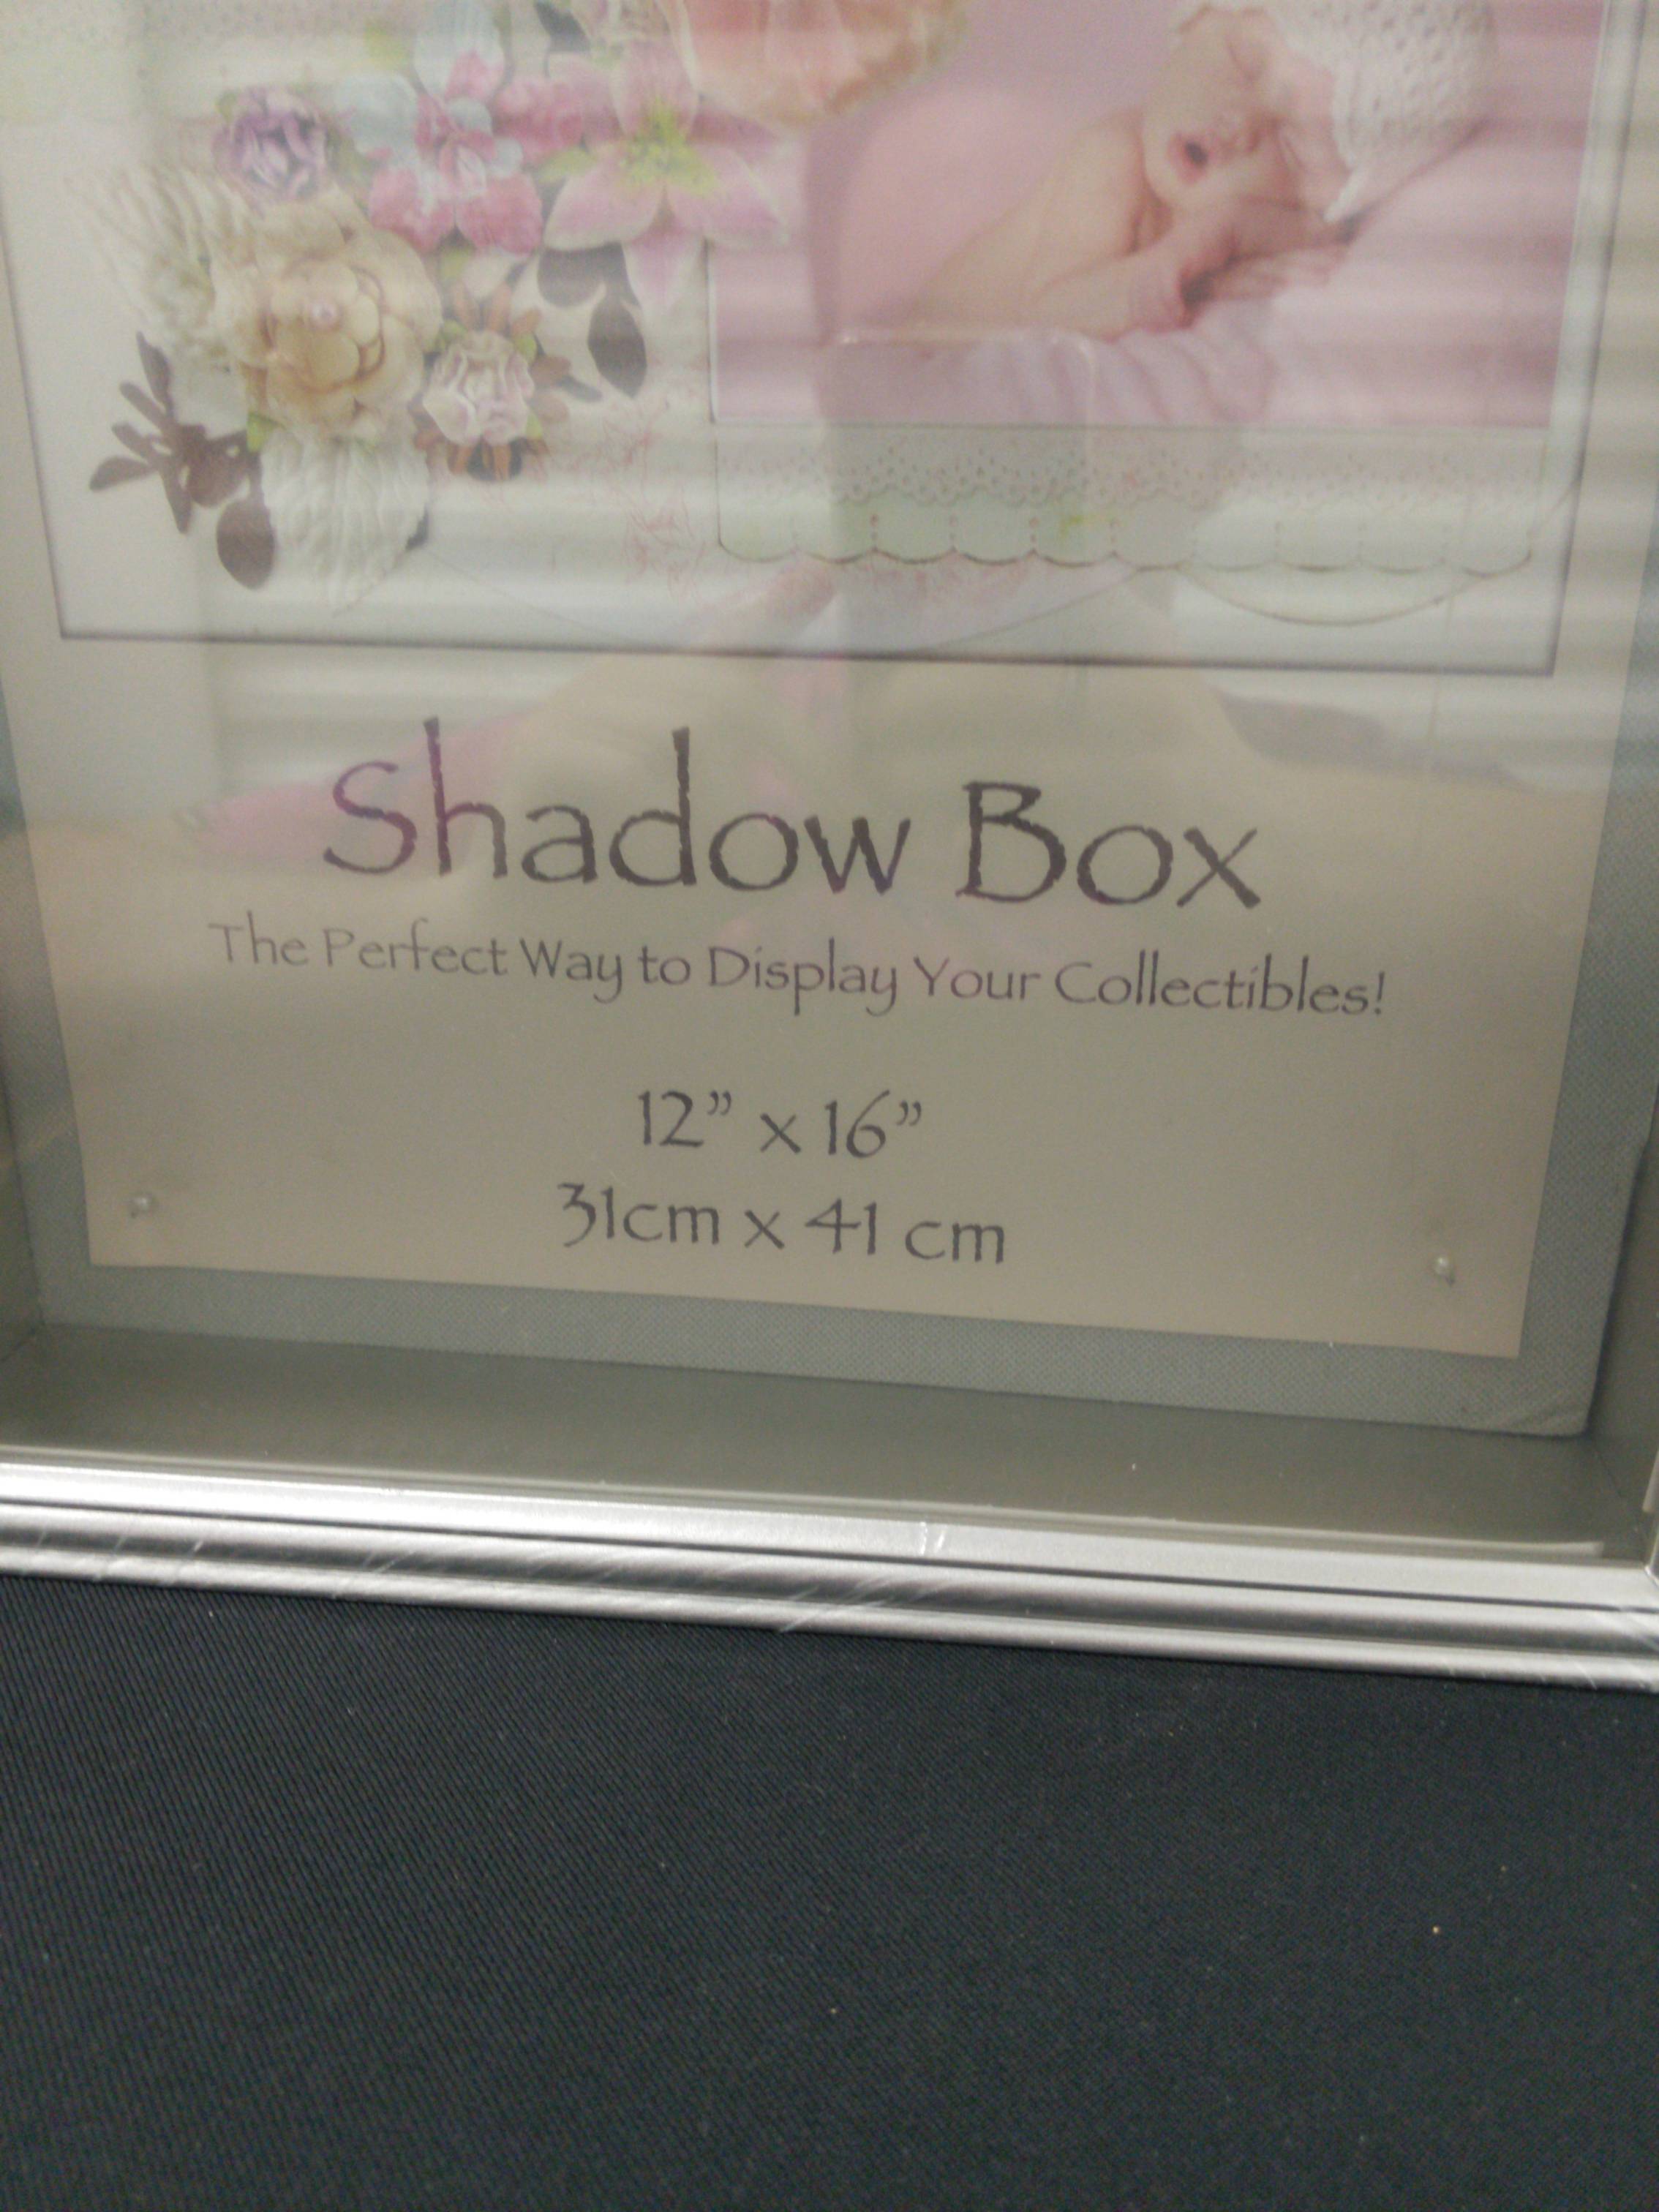 Shadow Box
The Perfect Way to Display Your Collectibles!
12” x 16”
31cm x 41 cm